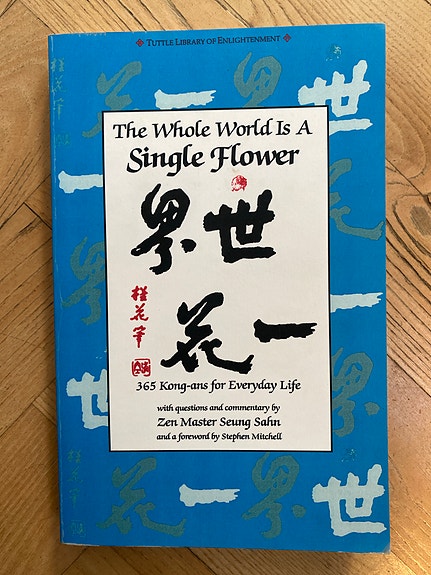 TUTTLE LIBRARY OF ENLIGHTENMENT
The Whole World Is A
Single Flower
世界
一花
365 Kong-ans for Everyday Life
with questions and commentary by
Zen Master Seung Sahn
and a foreword by Stephen Mitchell